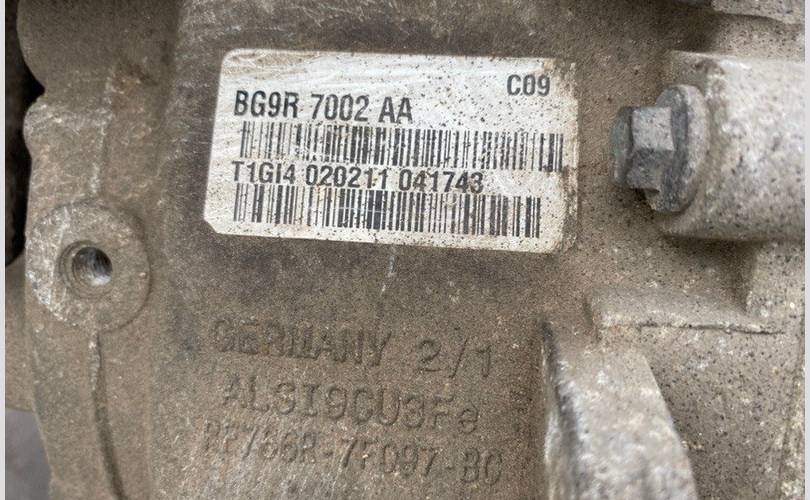 C09
BG9R 7002 AA
T1GI4 020211 041743
GERMANY 2/1
ALSI9CU3Fe